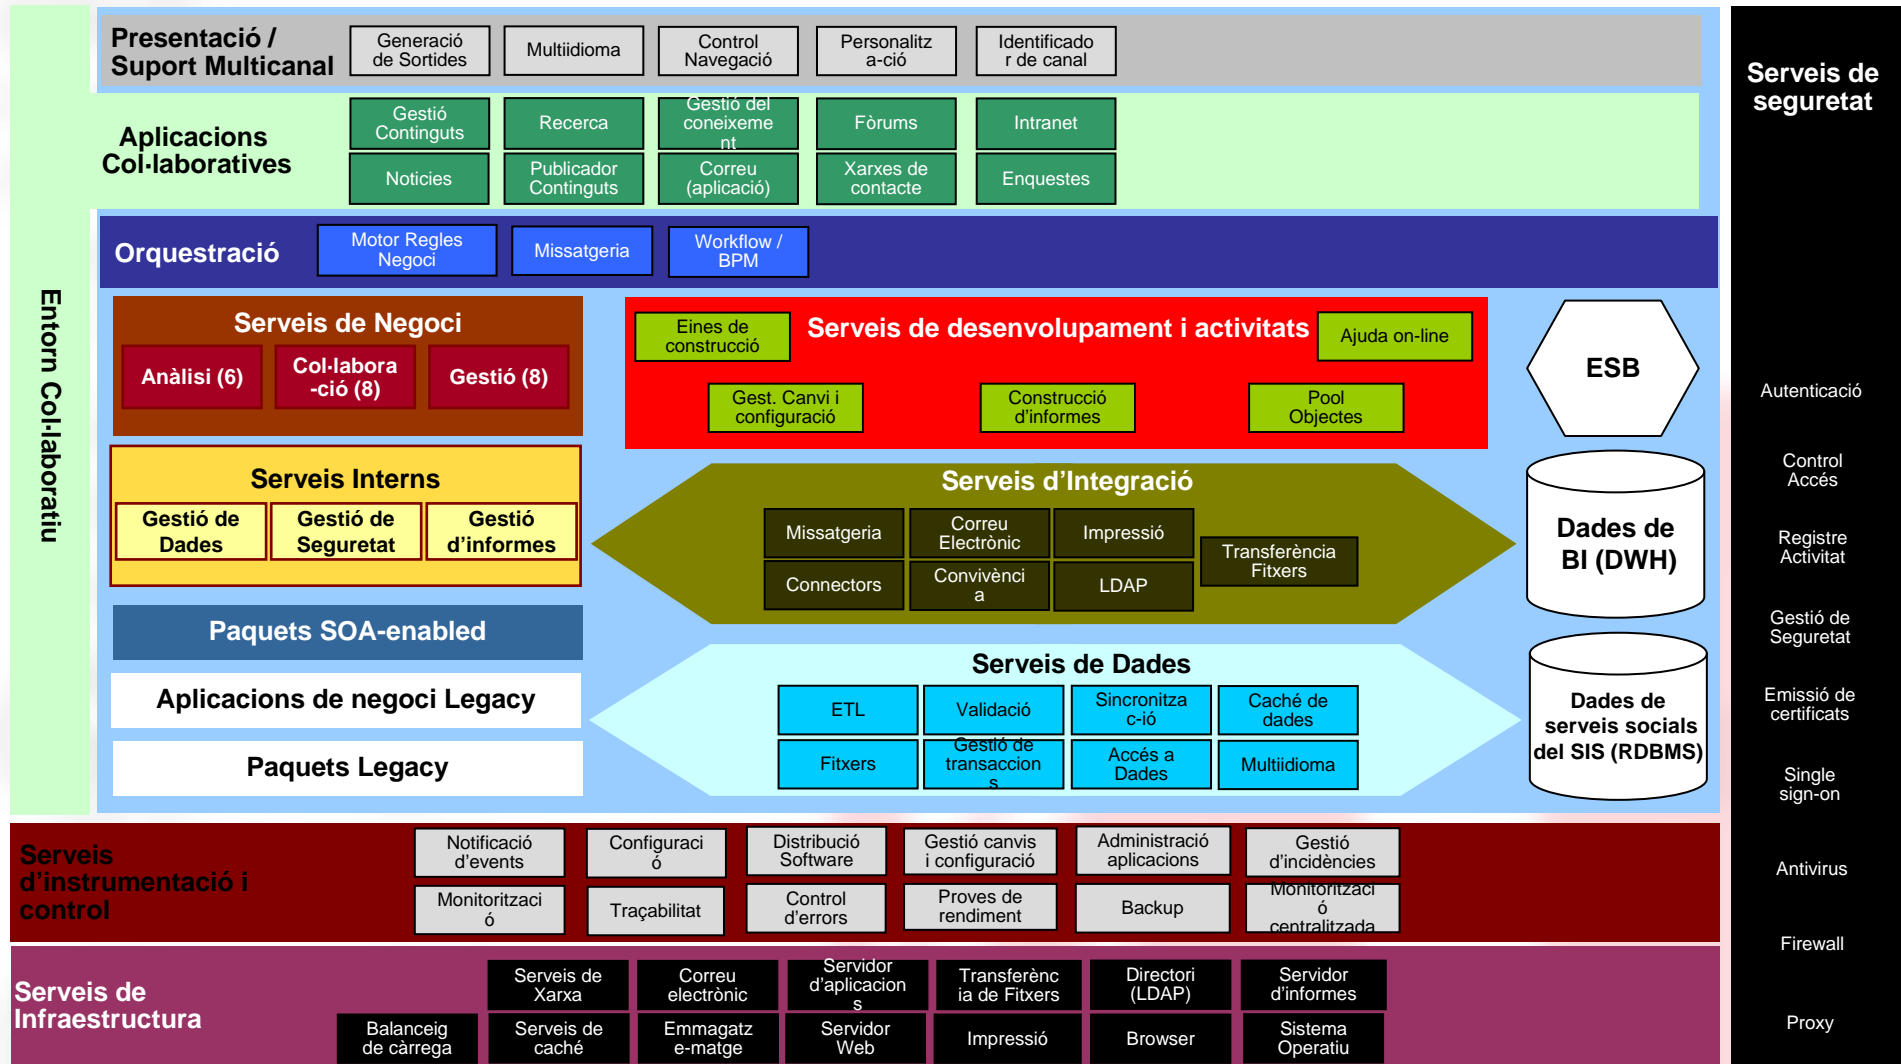 Presentació /
Suport Multicanal
Generació
de Sortides
Multiidioma
Control
Navegació
Personalitz
a-ció
Identificado
r de canal
Aplicacions
Col·laboratives
Gestió
Continguts
Recerca
Gestió del
coneixeme
nt
Fòrums
Intranet
Noticies
Publicador
Continguts
Correu
(aplicació)
Xarxes de
contacte
Enquestes
Orquestració
Motor Regles
Negoci
Missatgeria
Workflow /
BPM
Entorn Col·laboratiu
Serveis de Negoci
Anàlisi (6)
Col·labora
-ció (8)
Gestió (8)
Serveis de desenvolupament i activitats
Eines de
construcció
Ajuda on-line
Gest. Canvi i
configuració
Construcció
d'informes
Pool
Objectes
ESB
Serveis Interns
Gestió de
Dades
Gestió de
Seguretat
Gestió
d'informes
Serveis d'Integració
Missatgeria
Correu
Electrònic
Impressió
Transferència
Fitxers
Connectors
Convivènci
a
LDAP
Dades de
BI (DWH)
Paquets SOA-enabled
Aplicacions de negoci Legacy
Paquets Legacy
Serveis de Dades
ETL
Validació
Sincronitza
c-ió
Caché de
dades
Fitxers
Gestió de
transaccion
s
Accés a
Dades
Multiidioma
Dades de
serveis socials
del SIS (RDBMS)
Serveis
d'instrumentació i
control
Notificació
d'events
Configuraci
ó
Distribució
Software
Gestió canvis
i configuració
Administració
aplicacions
Gestió
d'incidències
Monitoritzaci
ó
Traçabilitat
Control
d'errors
Proves de
rendiment
Backup
Monitoritzaci
ó
centralitzada
Serveis de
Infraestructura
Serveis de
Xarxa
Correu
electrònic
Servidor
d'aplicacion
s
Transferènc
ia de Fitxers
Directori
(LDAP)
Servidor
d'informes
Balanceig
de càrrega
Serveis de
caché
Emmagatz
e-matge
Servidor
Web
Impressió
Browser
Sistema
Operatiu
Serveis de
seguretat
Autenticació
Control
Accés
Registre
Activitat
Gestió de
Seguretat
Emissió de
certificats
Single
sign-on
Antivirus
Firewall
Proxy